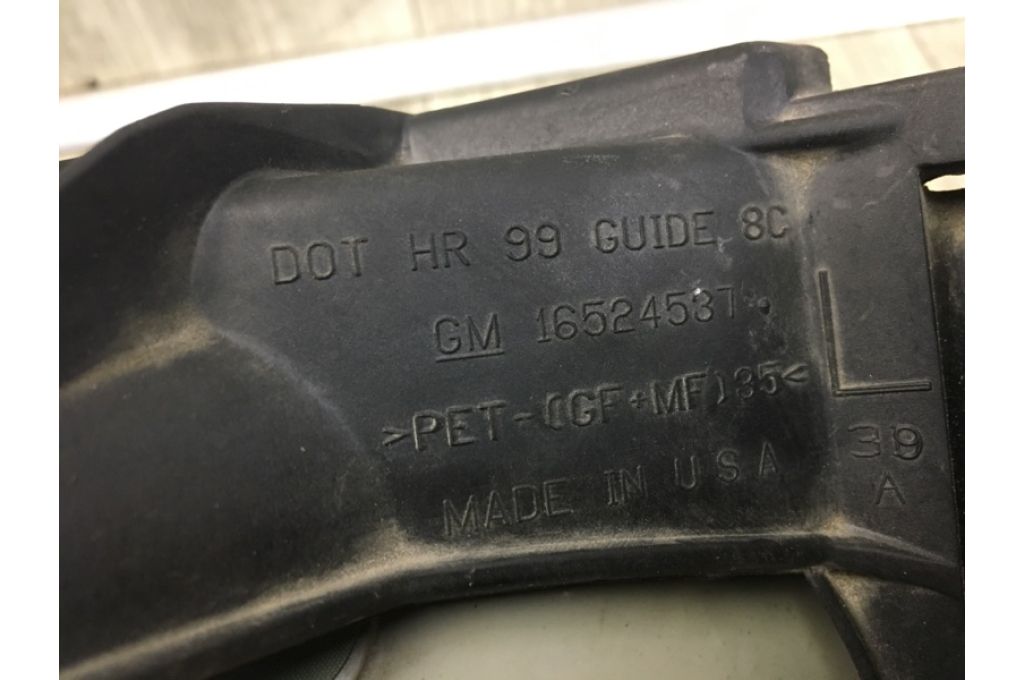 DOT HR 99 GUIDE 8C
GM 16524537
>PET-(GF+MF)35<
MADE IN USA
L
39
A